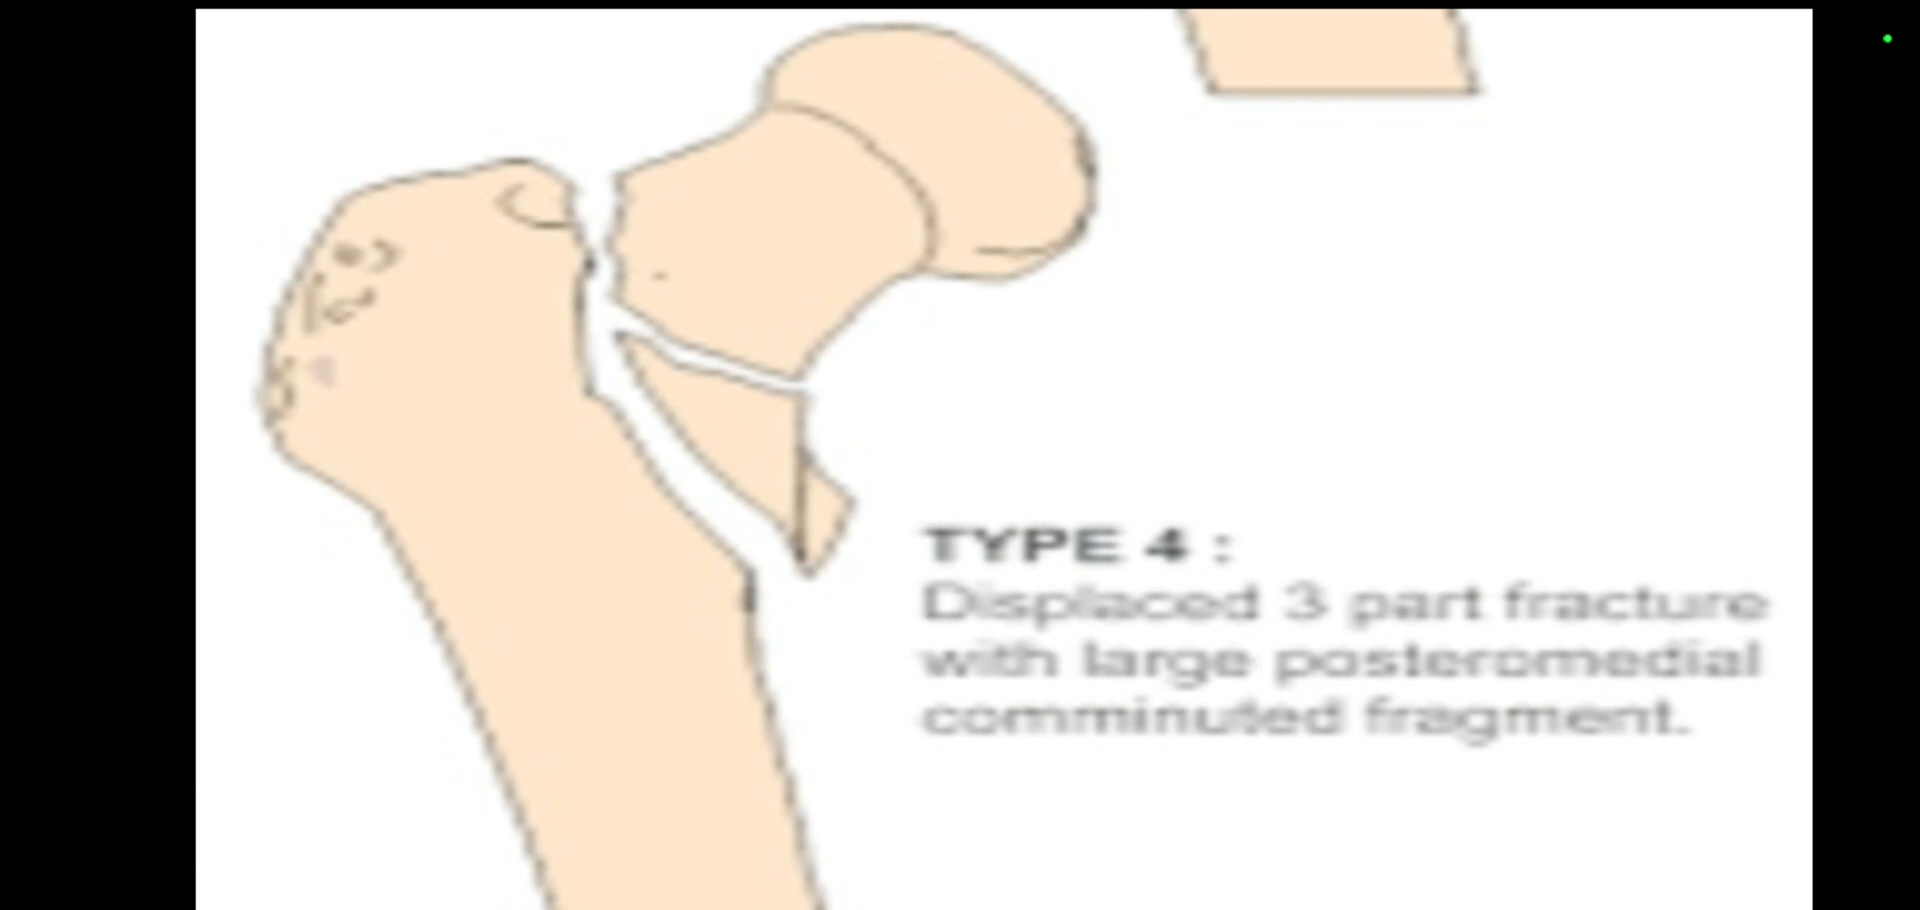 TYPE 4 :
Displaced 3 part fracture
with large posteromedial
comminuted fragment.